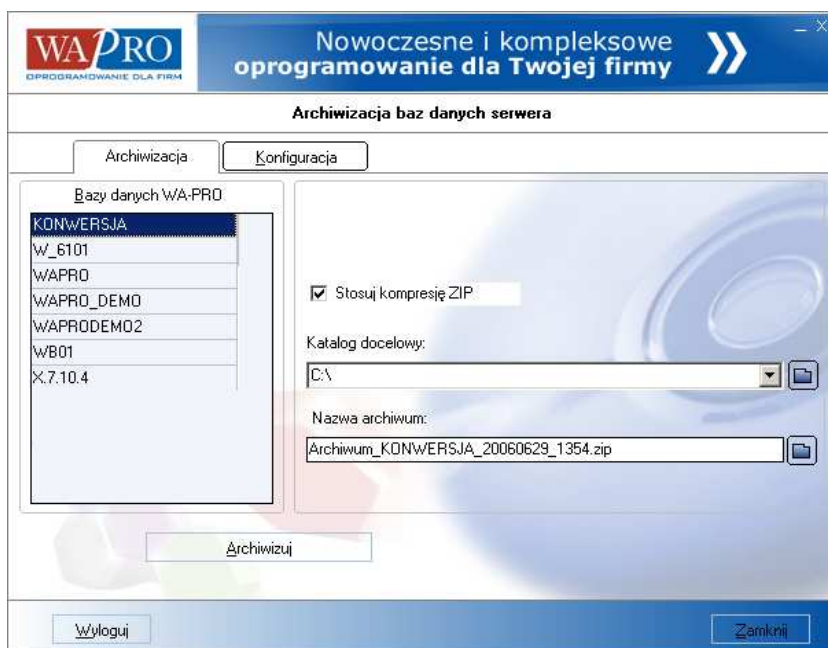 WAPRO
OPROGRAMOWANIE DLA FIRM
Nowoczesne i kompleksowe
oprogramowanie dla Twojej firmy
Archiwizacja baz danych serwera
Archiwizacja
Konfiguracja
Bazy danych WA-PRO
KONWERSJA
W_6101
WAPRO
WAPRO_DEMO
WAPRODEMO2
WB01
X.7.10.4
Stosuj kompresję ZIP
Katalog docelowy:
C:\
Nazwa archiwum:
Archiwum_KONWERSJA_20060629_1354.zip
Archiwizuj
Wyloguj
Zamknij